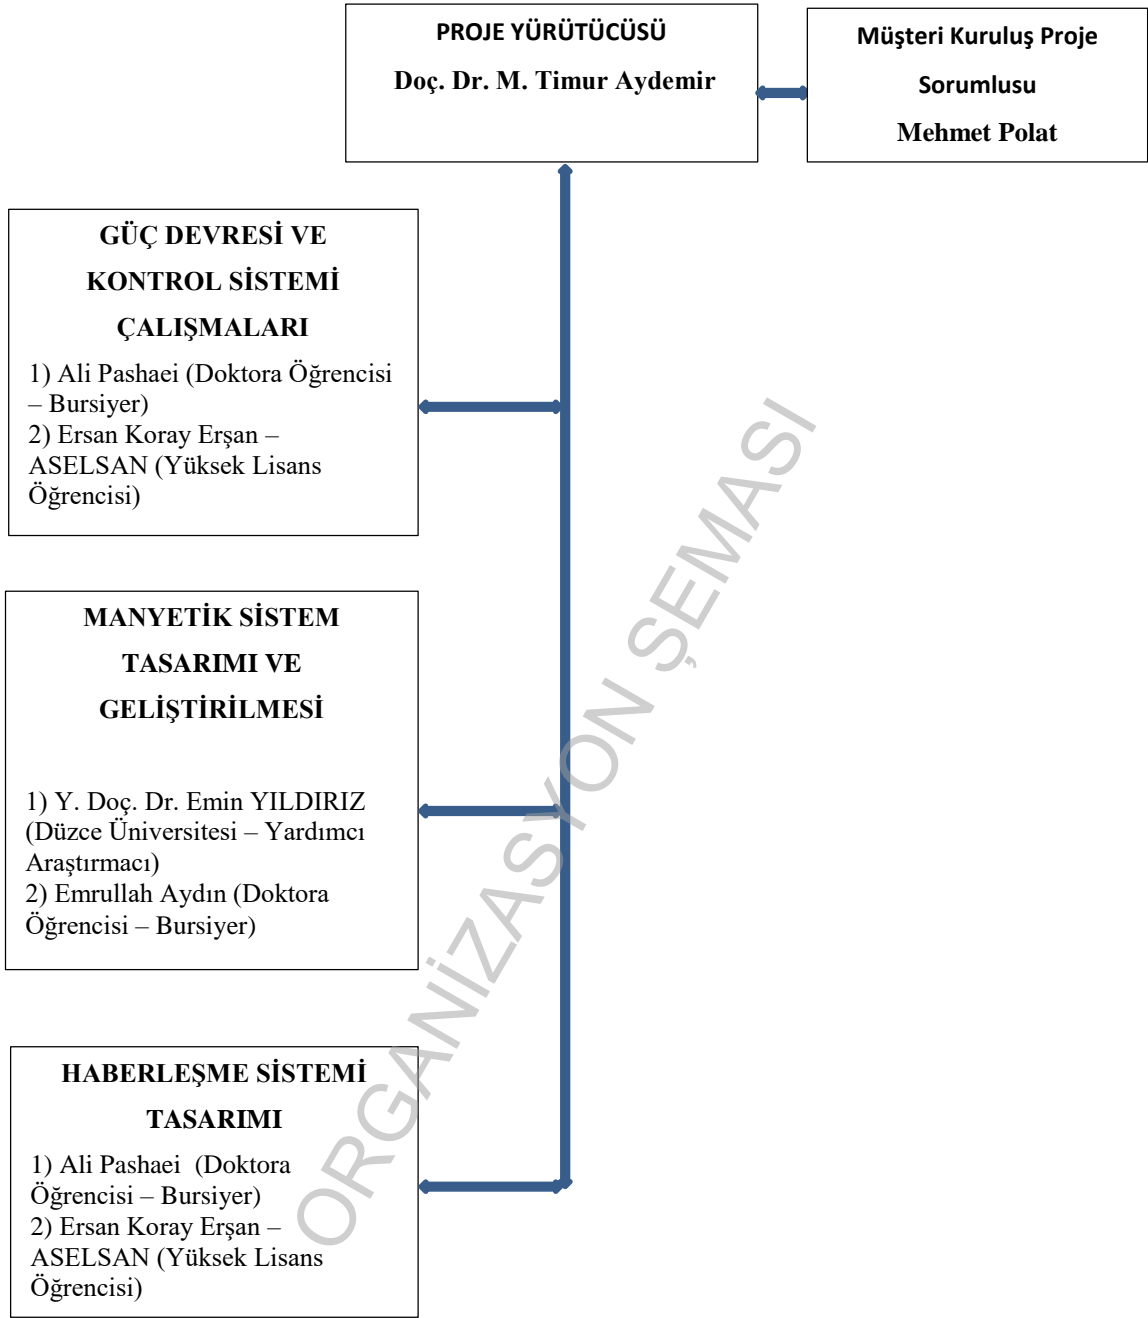 PROJE YÜRÜTÜCÜSÜ
Doç. Dr. M. Timur Aydemir
Müşteri Kuruluş Proje
Sorumlusu
Mehmet Polat
GÜÇ DEVRESİ VE
KONTROL SİSTEMİ
ÇALIŞMALARI
1) Ali Pashaei (Doktora Öğrencisi
– Bursiyer)
2) Ersan Koray Erşan –
ASELSAN (Yüksek Lisans
Öğrencisi)
MANYETİK SİSTEM
TASARIMI VE
GELİŞTİRİLMESİ
1) Y. Doç. Dr. Emin YILDIRIZ
(Düzce Üniversitesi – Yardımcı
Araştırmacı)
2) Emrullah Aydın (Doktora
Öğrencisi – Bursiyer)
HABERLEŞME SİSTEMİ
TASARIMI
1) Ali Pashaei  (Doktora
Öğrencisi – Bursiyer)
2) Ersan Koray Erşan –
ASELSAN (Yüksek Lisans
Öğrencisi)
ORGANİZASYON ŞEMASI